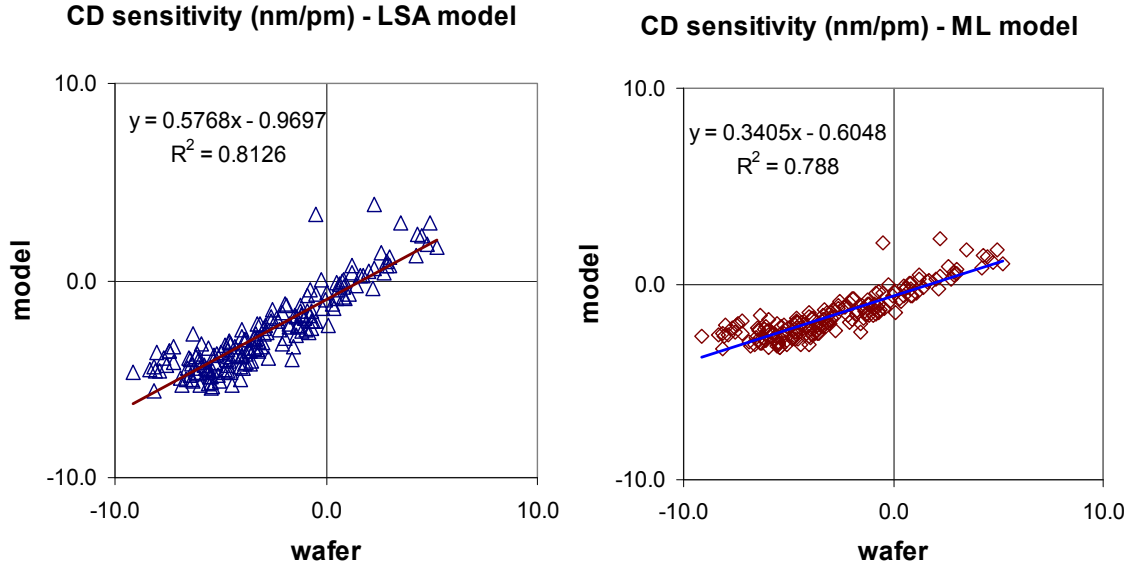 CD sensitivity (nm/pm) - LSA model
10.0
y = 0.5768x - 0.9697
R² = 0.8126
model
0.0
-10.0
-10.0 0.0 10.0
wafer
CD sensitivity (nm/pm) - ML model
10.0
y = 0.3405x - 0.6048
R² = 0.788
model
0.0
-10.0
-10.0 0.0 10.0
wafer